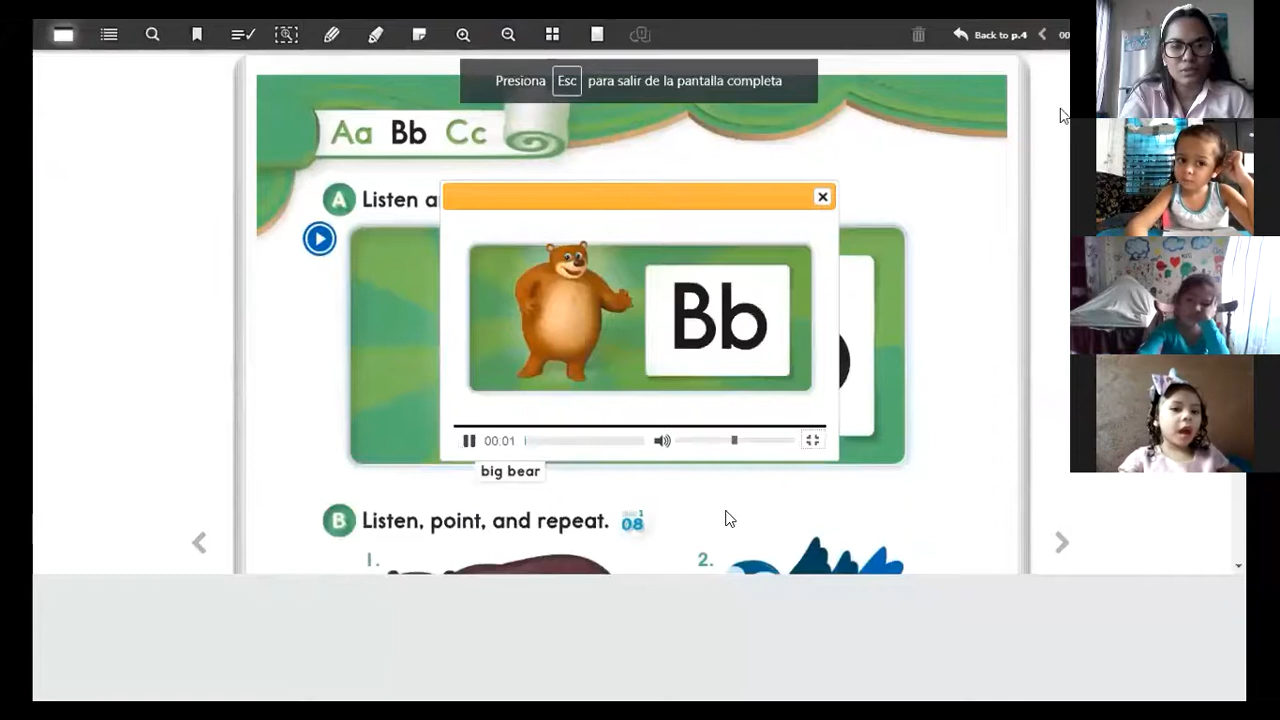 Back to p.4
00
Presiona Esc para salir de la pantalla completa
Aa Bb Cc
A Listen a
Bb
00.01
big bear
B Listen, point, and repeat. 08
1. 2.